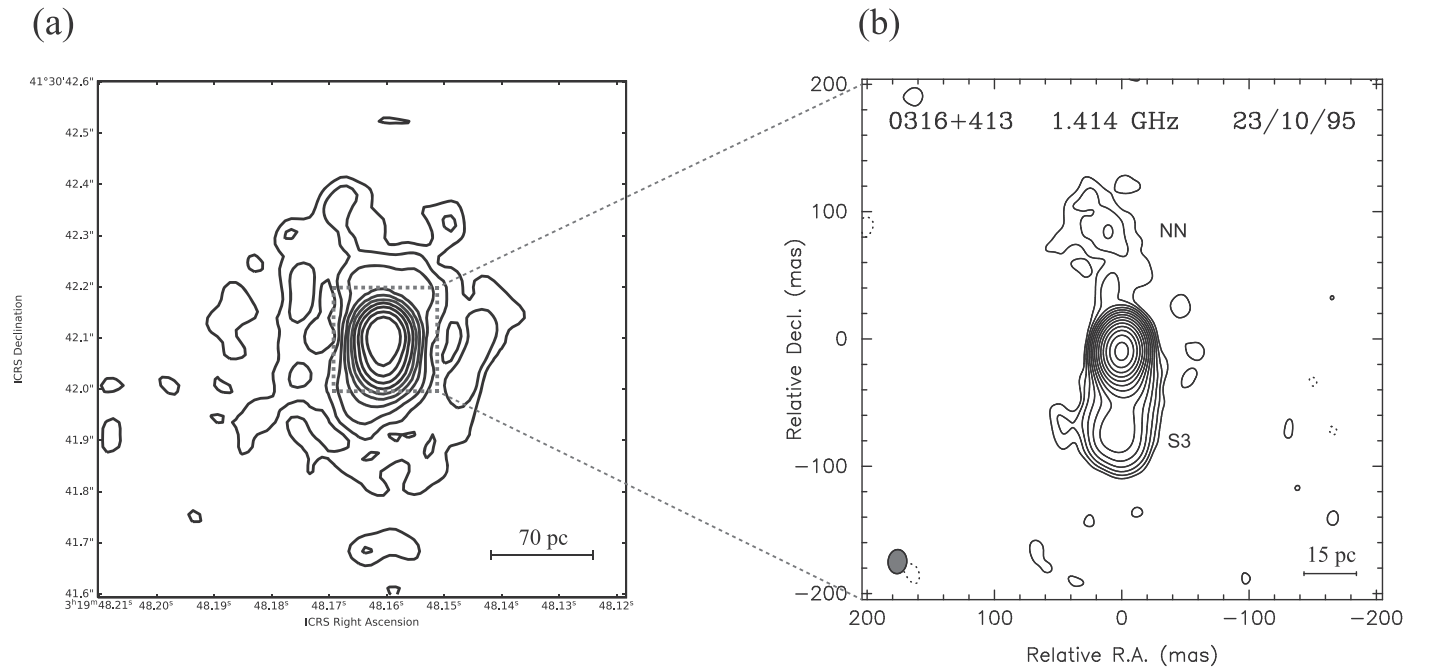 (a)
(b)
41°30'42.6"
42.5"
42.4"
42.3"
42.2"
42.1"
42.0"
41.9"
41.8"
41.7"
41.6"
ICRS Declination
70 pc
3ʰ19ᵐ48.21ˢ 48.20ˢ 48.19ˢ 48.18ˢ 48.17ˢ 48.16ˢ 48.15ˢ 48.14ˢ 48.13ˢ 48.12ˢ
ICRS Right Ascension
0316+413 1.414 GHz 23/10/95
200
100
0
−100
−200
Relative Decl. (mas)
NN
S3
15 pc
200 100 0 −100 −200
Relative R.A. (mas)